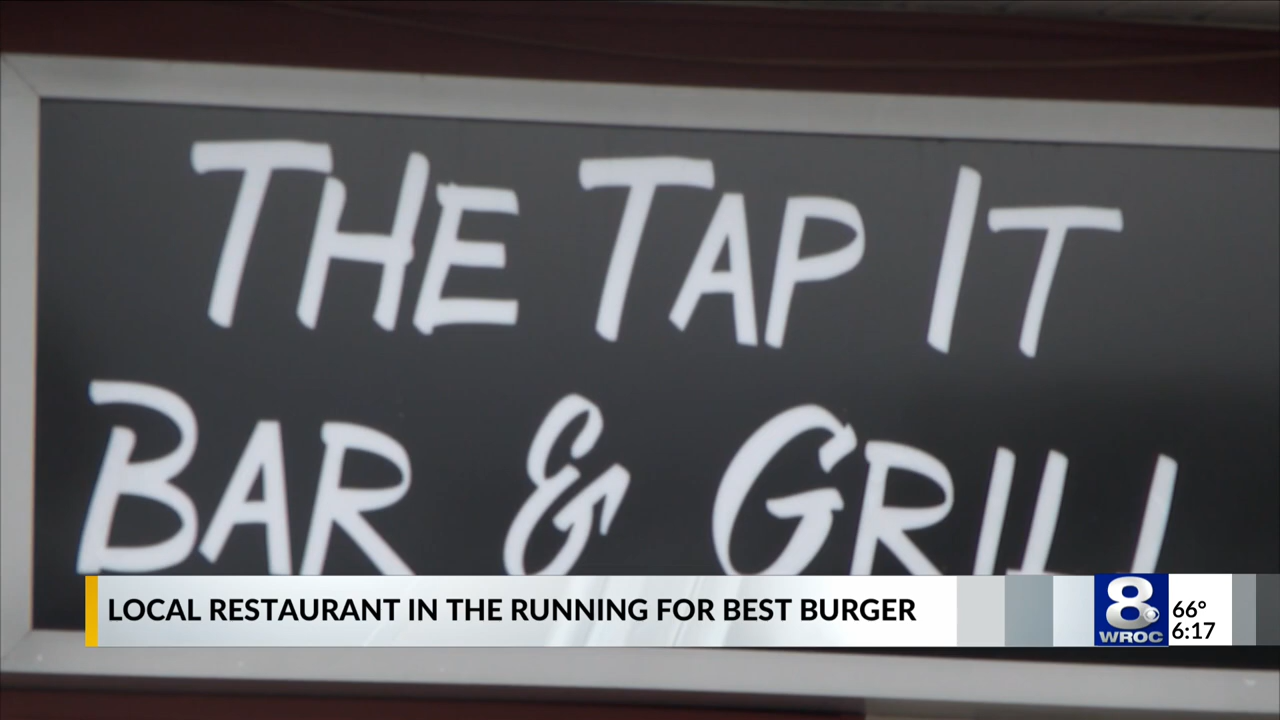 THE TAP IT
BAR & GRILL
LOCAL RESTAURANT IN THE RUNNING FOR BEST BURGER
8
WROC
66°
6:17